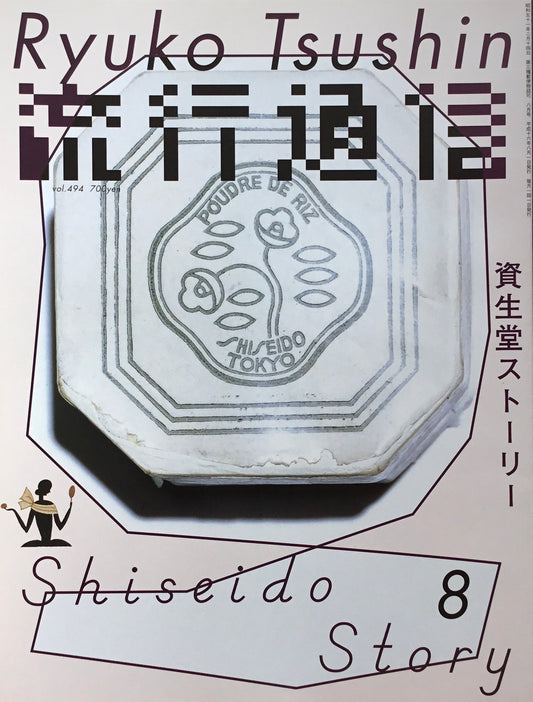 Ryuko Tsushin
流行通信
vol.494 700yen
POUDRE DE RIZ
SHISEIDO
TOKYO
資生堂ストーリー
Shiseido
8
Story